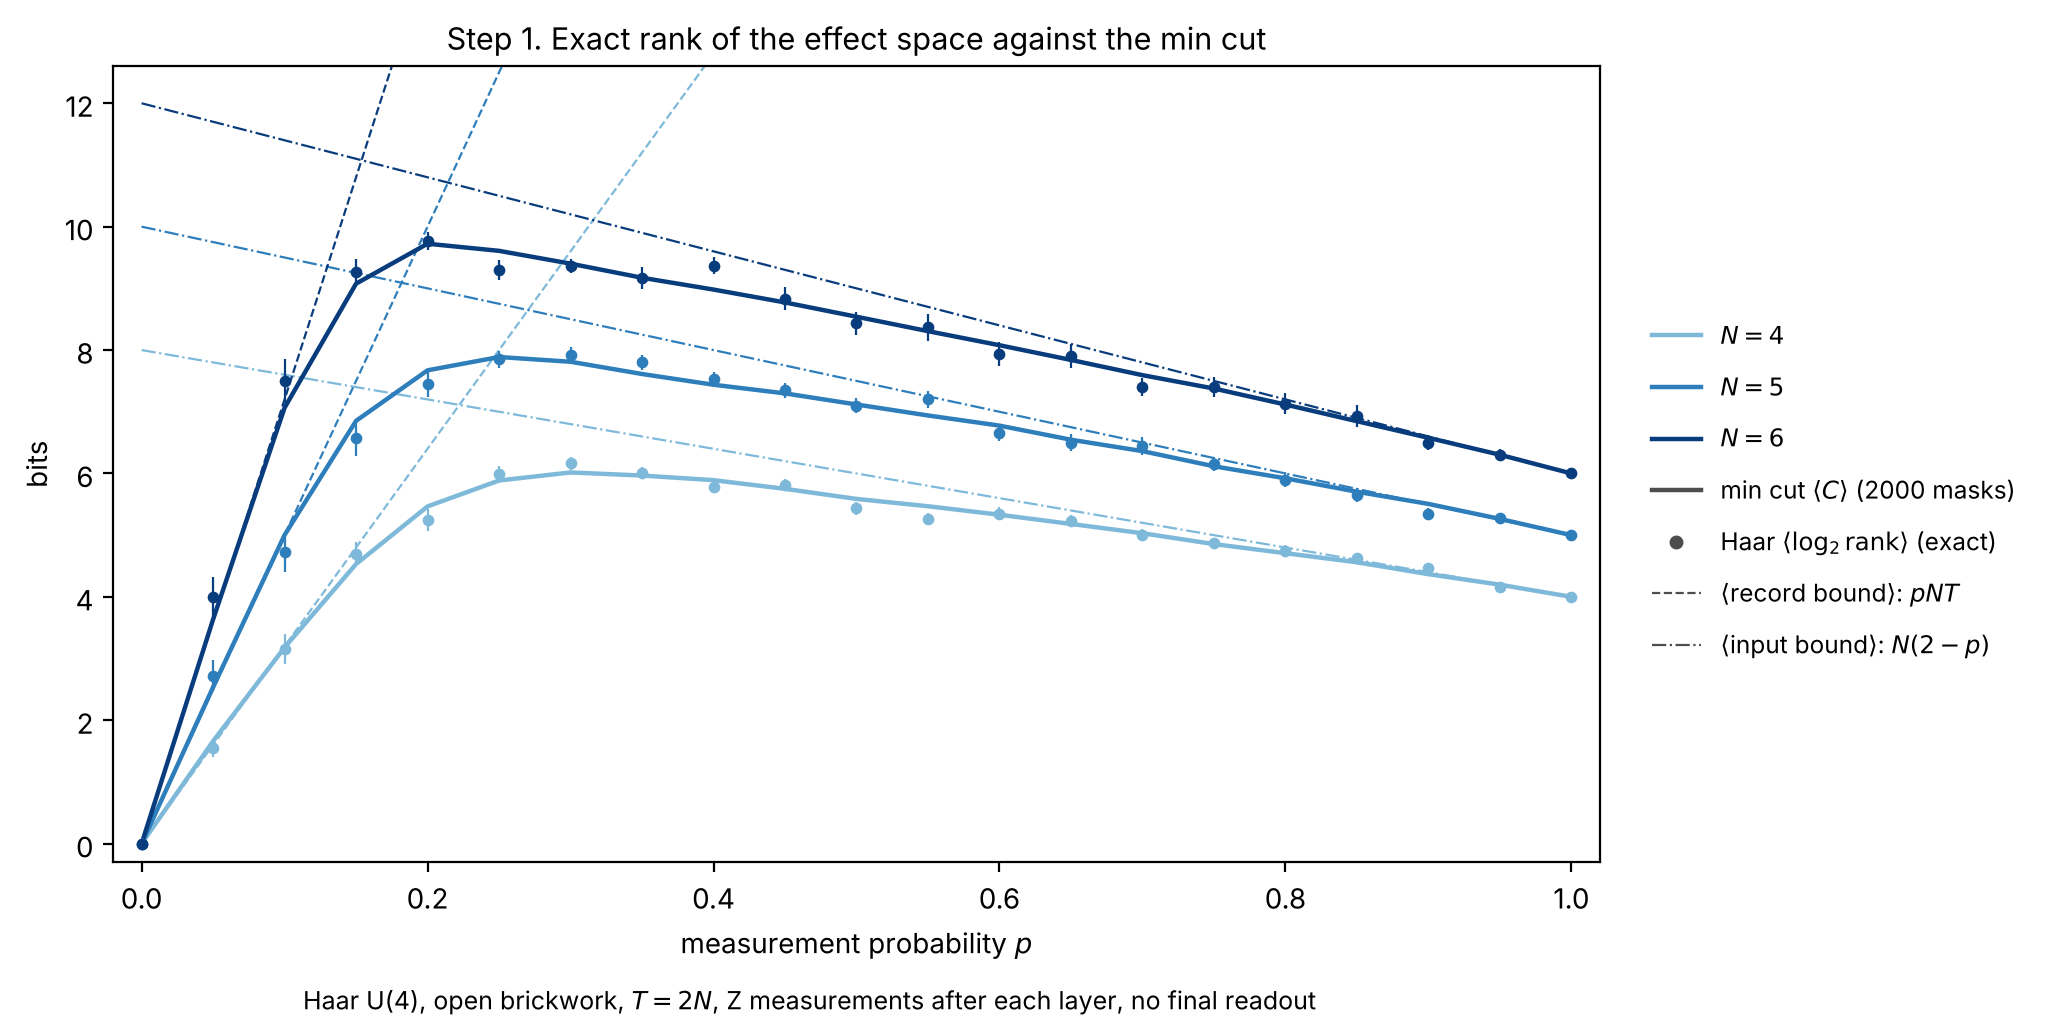 Step 1. Exact rank of the effect space against the min cut
12
10
8
6
4
2
0
bits
0.0 0.2 0.4 0.6 0.8 1.0
measurement probability p
Haar U(4), open brickwork, T = 2N, Z measurements after each layer, no final readout
N = 4
N = 5
N = 6
min cut ⟨C⟩ (2000 masks)
Haar ⟨log₂ rank⟩ (exact)
⟨record bound⟩: pNT
⟨input bound⟩: N(2 − p)